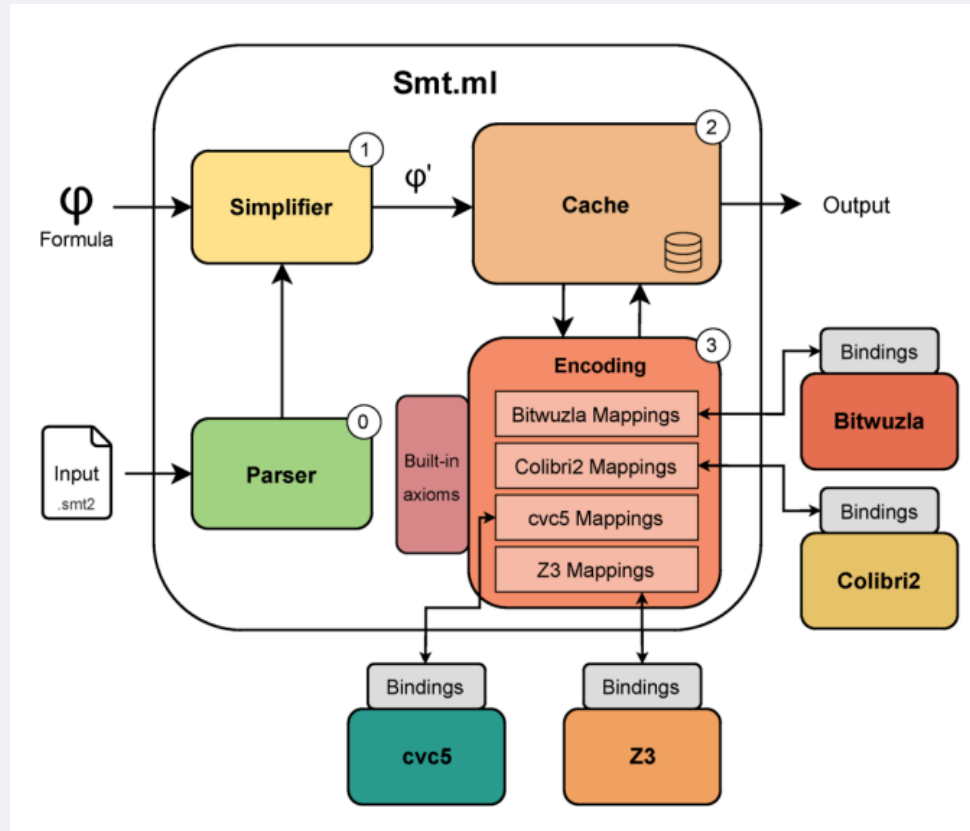 Smt.ml
1
2
φ
Formula
Simplifier
φ'
Cache
Output
3
Encoding
Bitwuzla Mappings
Colibri2 Mappings
cvc5 Mappings
Z3 Mappings
Built-in
axioms
0
Parser
Input
.smt2
Bindings
Bitwuzla
Bindings
Colibri2
Bindings
cvc5
Bindings
Z3